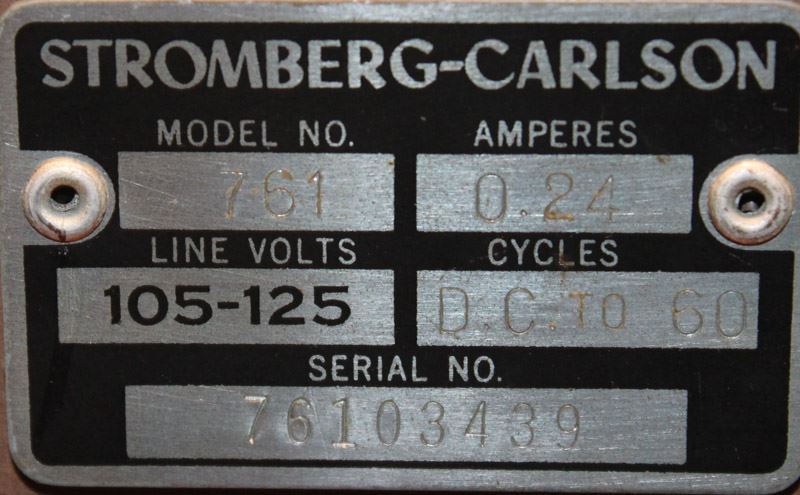 STROMBERG-CARLSON
MODEL NO. AMPERES
761 0.24
LINE VOLTS CYCLES
105-125 D.C. TO 60
SERIAL NO.
76103439